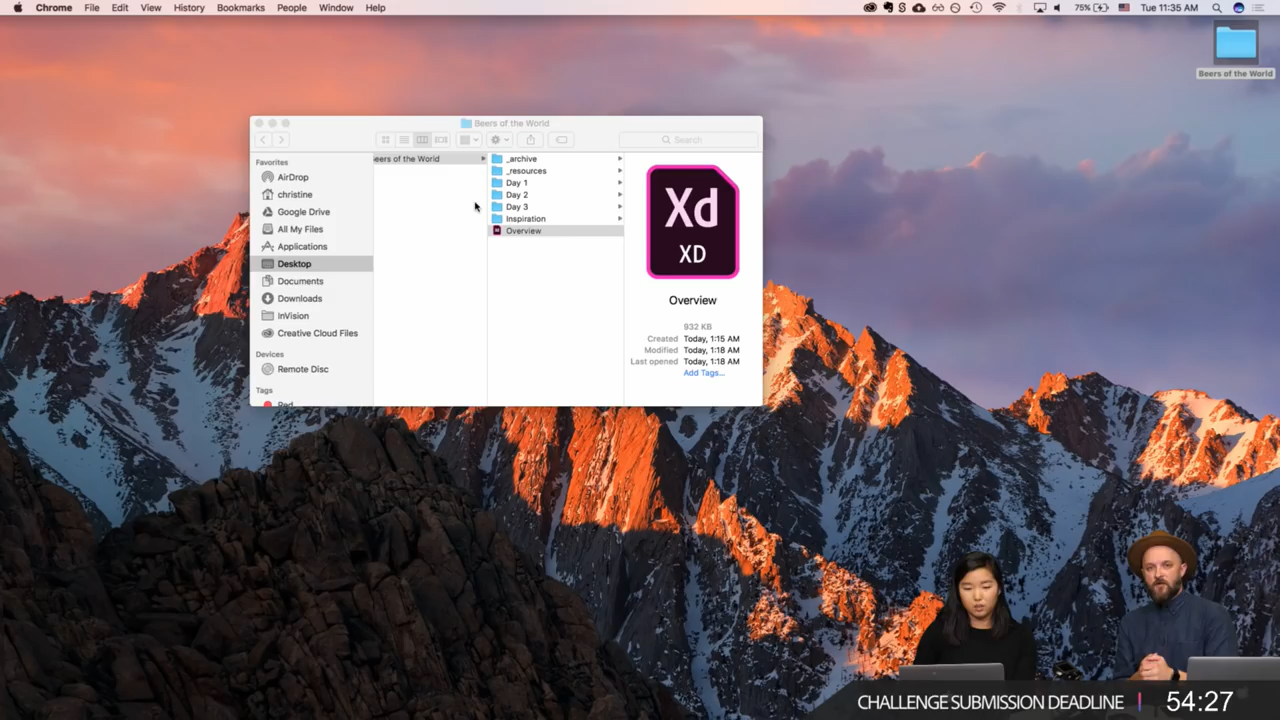 Chrome File Edit View History Bookmarks People Window Help
75% Tue 11:35 AM
Beers of the World
Beers of the World
Search
Favorites
AirDrop
christine
Google Drive
All My Files
Applications
Desktop
Documents
Downloads
InVision
Creative Cloud Files
Devices
Remote Disc
Tags
Red
eers of the World
_archive
_resources
Day 1
Day 2
Day 3
Inspiration
Overview
Xd
XD
Overview
932 KB
Created Today, 1:15 AM
Modified Today, 1:18 AM
Last opened Today, 1:18 AM
Add Tags...
CHALLENGE SUBMISSION DEADLINE | 54:27